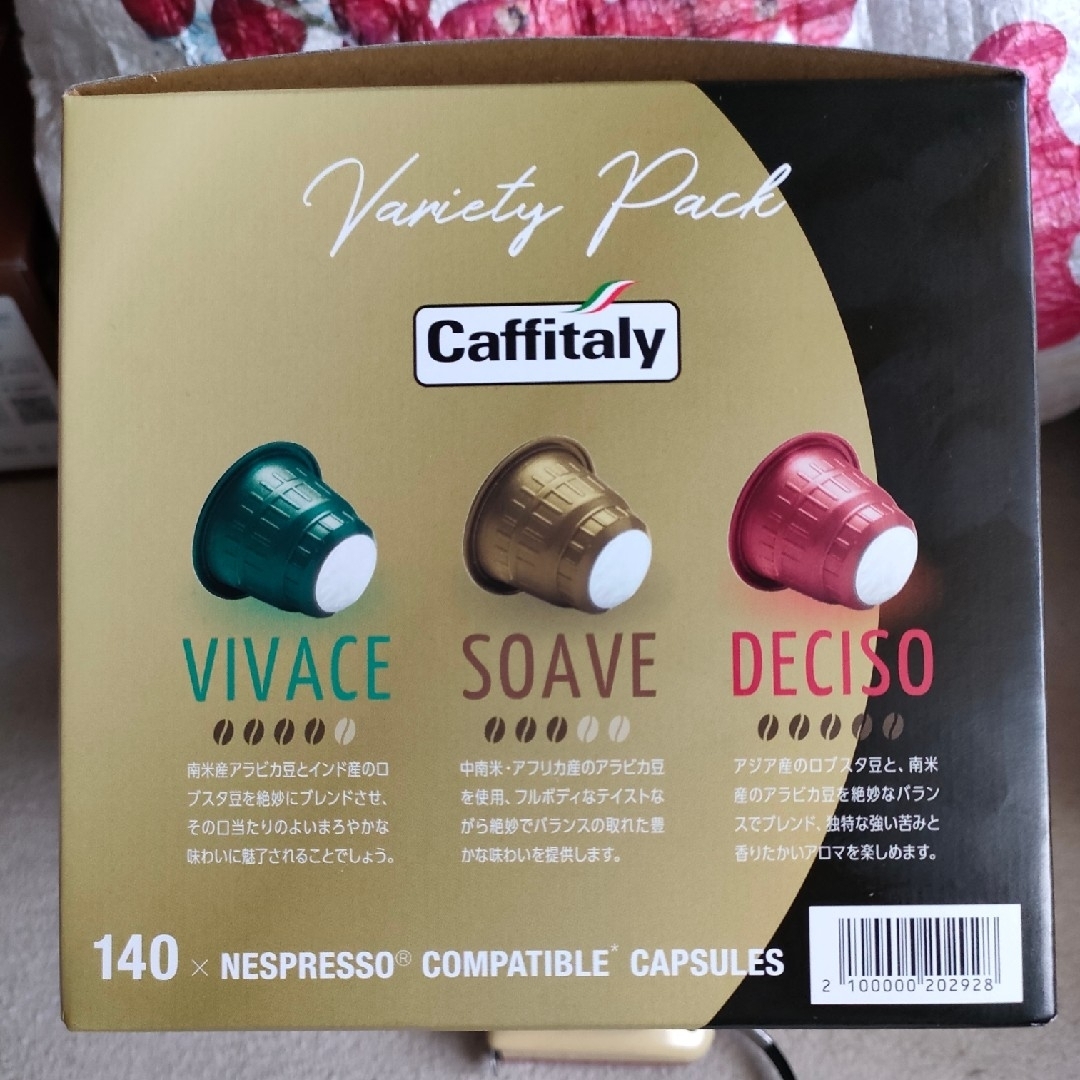 Variety Pack
Caffitaly
VIVACE
南米産アラビカ豆とインド産のロ
ブスタ豆を絶妙にブレンドさせ、
その口当たりのよいまろやかな
味わいに魅了されることでしょう。
SOAVE
中南米・アフリカ産のアラビカ豆
を使用、フルボディなテイストな
がら絶妙でバランスの取れた豊
かな味わいを提供します。
DECISO
アジア産のロブスタ豆と、南米
産のアラビカ豆を絶妙なバラン
スでブレンド、独特な強い苦みと
香りたかいアロマを楽しめます。
140 × NESPRESSO® COMPATIBLE* CAPSULES
2 100000 202928